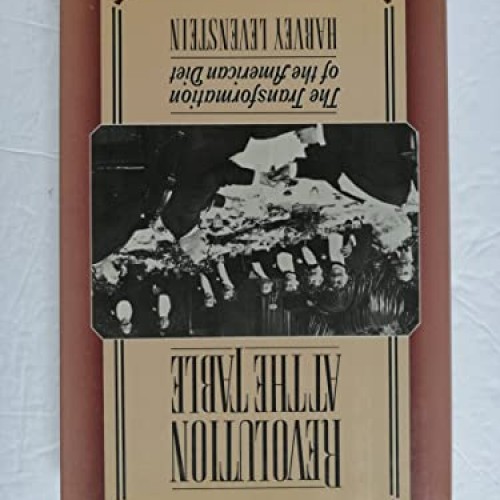 REVOLUTION
AT THE TABLE
The Transformation
of the American Diet
HARVEY LEVENSTEIN